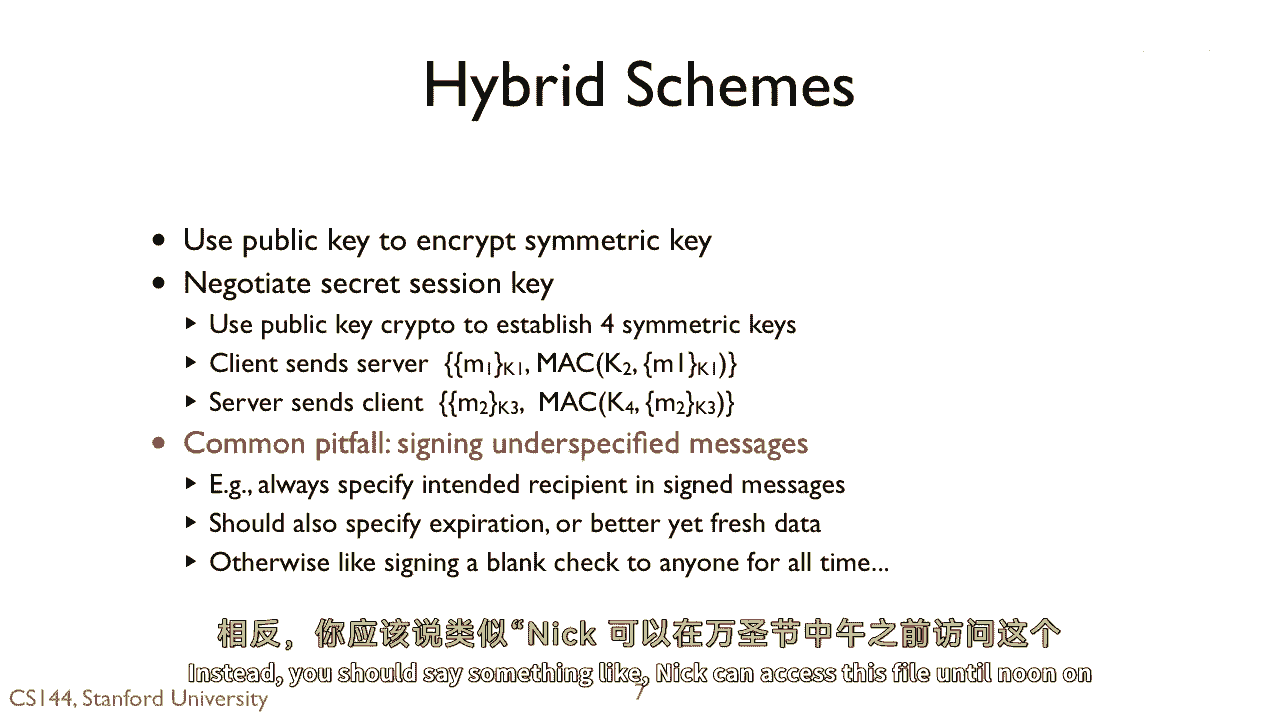 Hybrid Schemes
• Use public key to encrypt symmetric key
• Negotiate secret session key
‣ Use public key crypto to establish 4 symmetric keys
‣ Client sends server {{m₁}K₁, MAC(K₂, {m1}K₁)}
‣ Server sends client {{m₂}K₃, MAC(K₄, {m₂}K₃)}
• Common pitfall: signing underspecified messages
‣ E.g., always specify intended recipient in signed messages
‣ Should also specify expiration, or better yet fresh data
‣ Otherwise like signing a blank check to anyone for all time...
相反，你应该说类似“Nick 可以在万圣节中午之前访问这个
Instead, you should say something like, Nick can access this file until noon on
CS144, Stanford University
7